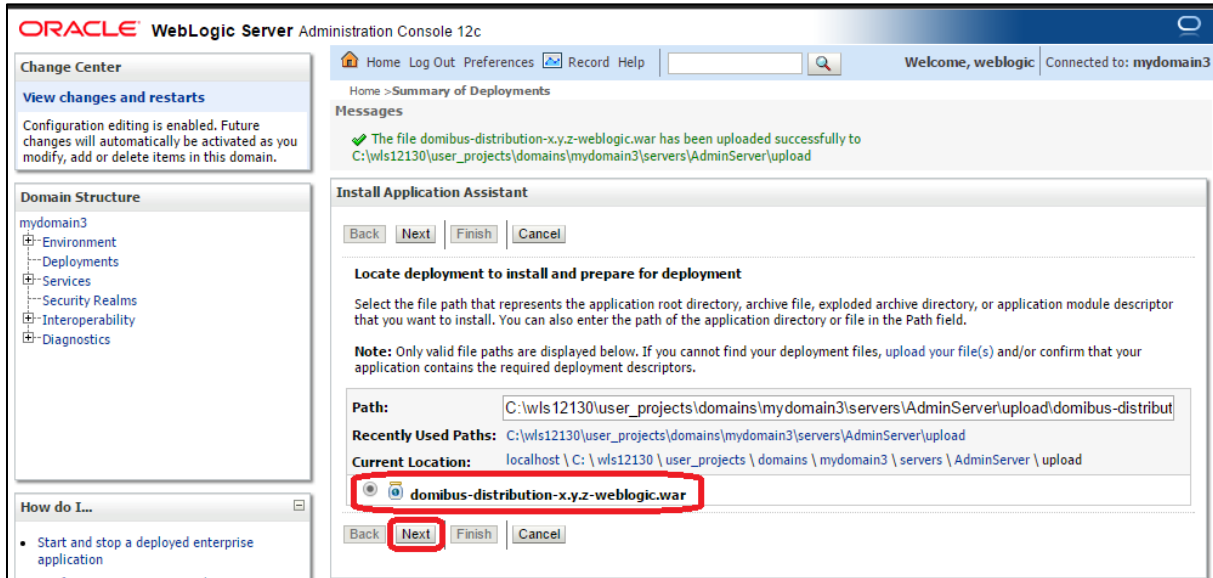 ORACLE WebLogic Server Administration Console 12c
Change Center
View changes and restarts
Configuration editing is enabled. Future
changes will automatically be activated as you
modify, add or delete items in this domain.
Domain Structure
mydomain3
Environment
Deployments
Services
Security Realms
Interoperability
Diagnostics
How do I...
Start and stop a deployed enterprise
application
Home Log Out Preferences Record Help
Welcome, weblogic Connected to: mydomain3
Home >Summary of Deployments
Messages
The file domibus-distribution-x.y.z-weblogic.war has been uploaded successfully to
C:\wls12130\user_projects\domains\mydomain3\servers\AdminServer\upload
Install Application Assistant
Back Next Finish Cancel
Locate deployment to install and prepare for deployment
Select the file path that represents the application root directory, archive file, exploded archive directory, or application module descriptor
that you want to install. You can also enter the path of the application directory or file in the Path field.
Note: Only valid file paths are displayed below. If you cannot find your deployment files, upload your file(s) and/or confirm that your
application contains the required deployment descriptors.
Path: C:\wls12130\user_projects\domains\mydomain3\servers\AdminServer\upload\domibus-distribut
Recently Used Paths: C:\wls12130\user_projects\domains\mydomain3\servers\AdminServer\upload
Current Location: localhost \ C: \ wls12130 \ user_projects \ domains \ mydomain3 \ servers \ AdminServer \ upload
domibus-distribution-x.y.z-weblogic.war
Back Next Finish Cancel